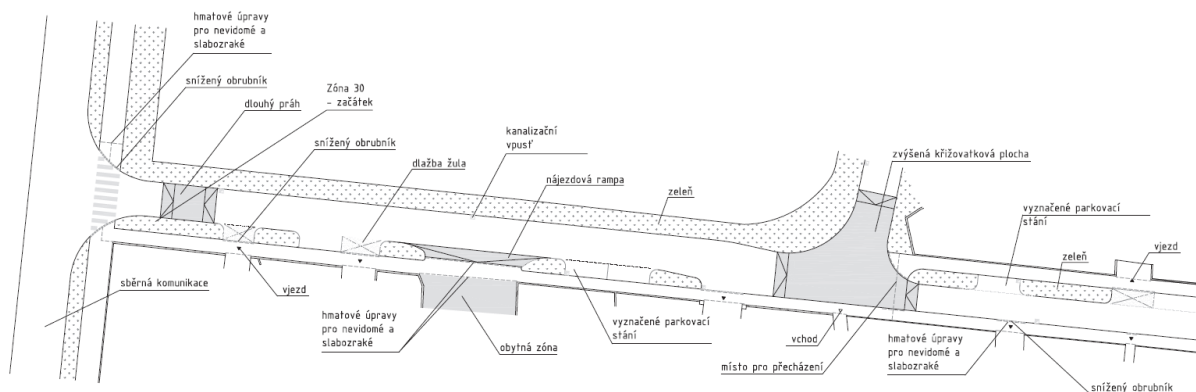 hmatové úpravy
pro nevidomé a
slabozraké
snížený obrubník
dlouhý práh
Zóna 30
- začátek
snížený obrubník
dlažba žula
kanalizační
vpusť
nájezdová rampa
zeleň
zvýšená křižovatková plocha
vyznačené parkovací
stání
zeleň
vjezd
sběrná komunikace
vjezd
hmatové úpravy
pro nevidomé a
slabozraké
obytná zóna
vyznačené parkovací
stání
vchod
místo pro přecházení
hmatové úpravy
pro nevidomé a
slabozraké
snížený obrubník